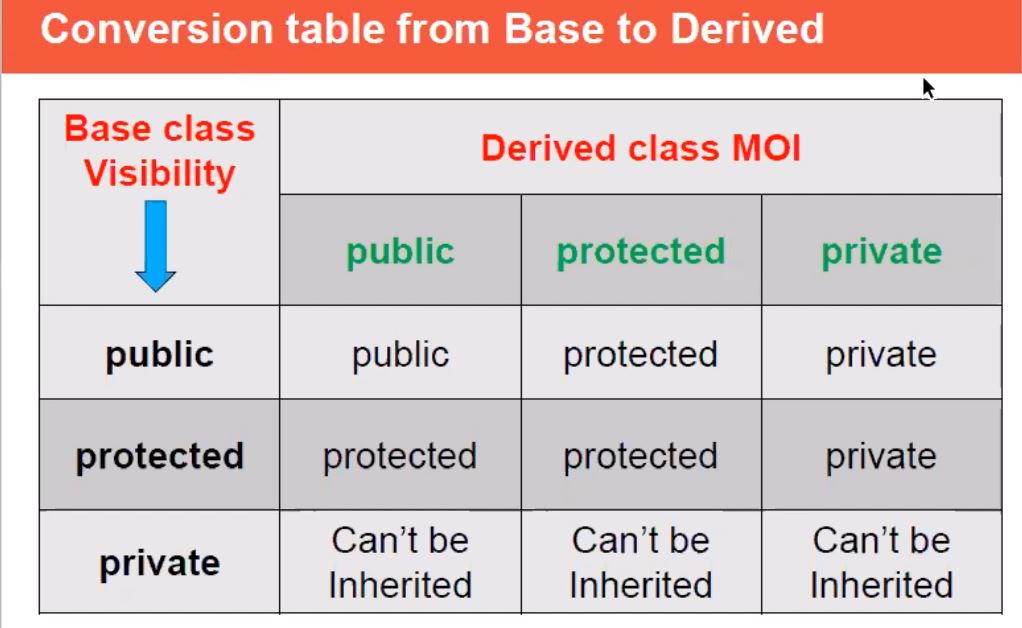 Conversion table from Base to Derived
Base class
Visibility
Derived class MOI
public
protected
private
public
public
protected
private
protected
protected
protected
private
private
Can’t be
Inherited
Can’t be
Inherited
Can’t be
Inherited